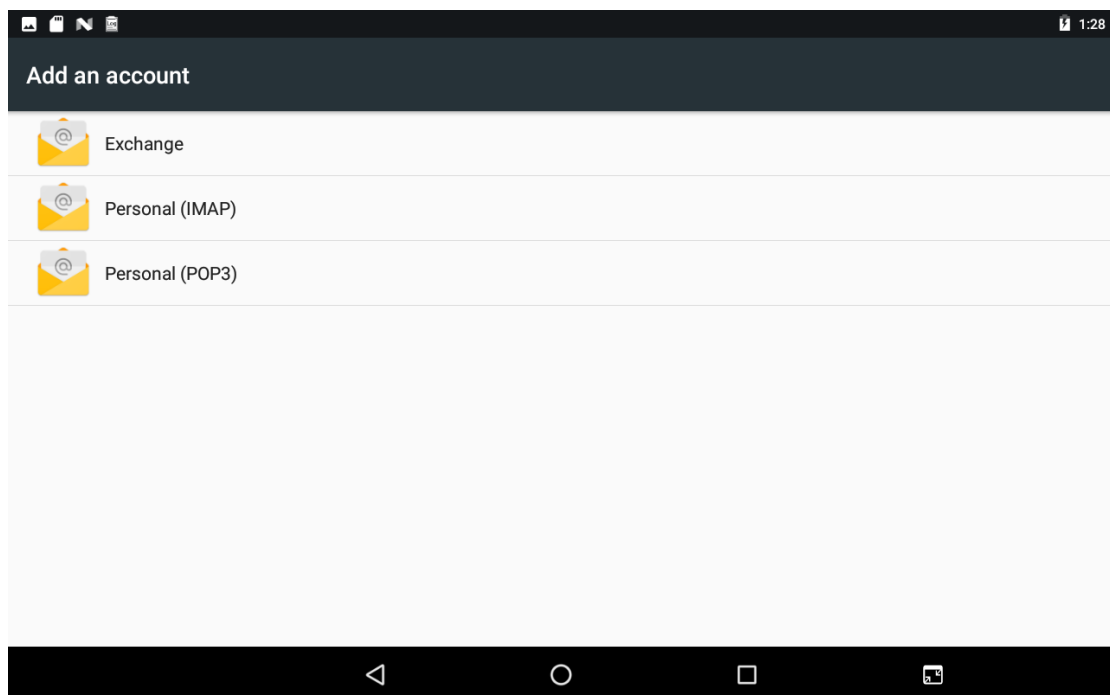 1:28
Add an account
Exchange
Personal (IMAP)
Personal (POP3)